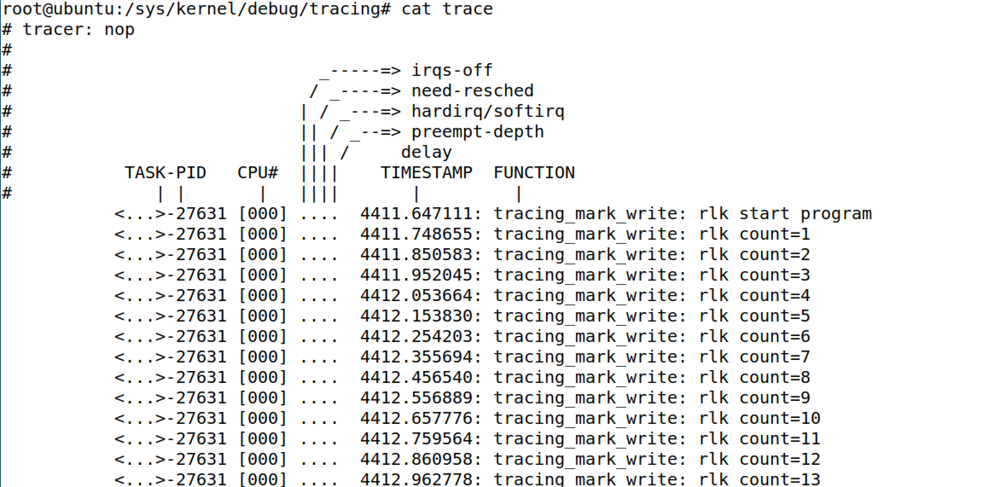 root@ubuntu:/sys/kernel/debug/tracing# cat trace
# tracer: nop
#
#                              _-----=> irqs-off
#                             / _----=> need-resched
#                            | / _---=> hardirq/softirq
#                            || / _--=> preempt-depth
#                            ||| /     delay
#           TASK-PID   CPU#  ||||    TIMESTAMP  FUNCTION
#              | |       |   ||||       |         |
           <...>-27631 [000] ....  4411.647111: tracing_mark_write: rlk start program
           <...>-27631 [000] ....  4411.748655: tracing_mark_write: rlk count=1
           <...>-27631 [000] ....  4411.850583: tracing_mark_write: rlk count=2
           <...>-27631 [000] ....  4411.952045: tracing_mark_write: rlk count=3
           <...>-27631 [000] ....  4412.053664: tracing_mark_write: rlk count=4
           <...>-27631 [000] ....  4412.153830: tracing_mark_write: rlk count=5
           <...>-27631 [000] ....  4412.254203: tracing_mark_write: rlk count=6
           <...>-27631 [000] ....  4412.355694: tracing_mark_write: rlk count=7
           <...>-27631 [000] ....  4412.456540: tracing_mark_write: rlk count=8
           <...>-27631 [000] ....  4412.556889: tracing_mark_write: rlk count=9
           <...>-27631 [000] ....  4412.657776: tracing_mark_write: rlk count=10
           <...>-27631 [000] ....  4412.759564: tracing_mark_write: rlk count=11
           <...>-27631 [000] ....  4412.860958: tracing_mark_write: rlk count=12
           <...>-27631 [000] ....  4412.962778: tracing_mark_write: rlk count=13